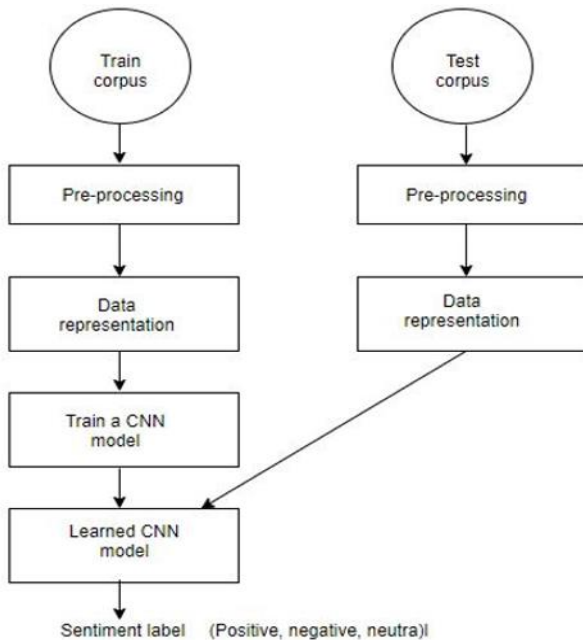 Train
corpus
Test
corpus
Pre-processing
Pre-processing
Data
representation
Data
representation
Train a CNN
model
Learned CNN
model
Sentiment label (Positive, negative, neutra)l